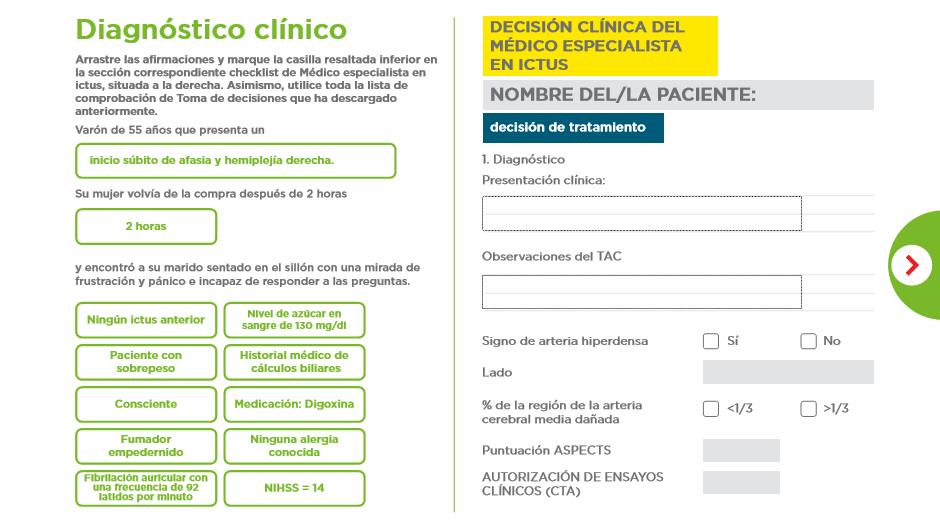 Diagnóstico clínico
Arrastre las afirmaciones y marque la casilla resaltada inferior en
la sección correspondiente checklist de Médico especialista en
ictus, situada a la derecha. Asimismo, utilice toda la lista de
comprobación de Toma de decisiones que ha descargado
anteriormente.
Varón de 55 años que presenta un
inicio súbito de afasia y hemiplejía derecha.
Su mujer volvía de la compra después de 2 horas
2 horas
y encontró a su marido sentado en el sillón con una mirada de
frustración y pánico e incapaz de responder a las preguntas.
Ningún ictus anterior
Nivel de azúcar en
sangre de 130 mg/dl
Paciente con
sobrepeso
Historial médico de
cálculos biliares
Consciente
Medicación: Digoxina
Fumador
empedernido
Ninguna alergia
conocida
Fibrilación auricular con
una frecuencia de 92
latidos por minuto
NIHSS = 14
DECISIÓN CLÍNICA DEL
MÉDICO ESPECIALISTA
EN ICTUS
NOMBRE DEL/LA PACIENTE:
decisión de tratamiento
1. Diagnóstico
Presentación clínica:
Observaciones del TAC
Signo de arteria hiperdensa
Sí
No
Lado
% de la región de la arteria
cerebral media dañada
<1/3
>1/3
Puntuación ASPECTS
AUTORIZACIÓN DE ENSAYOS
CLÍNICOS (CTA)